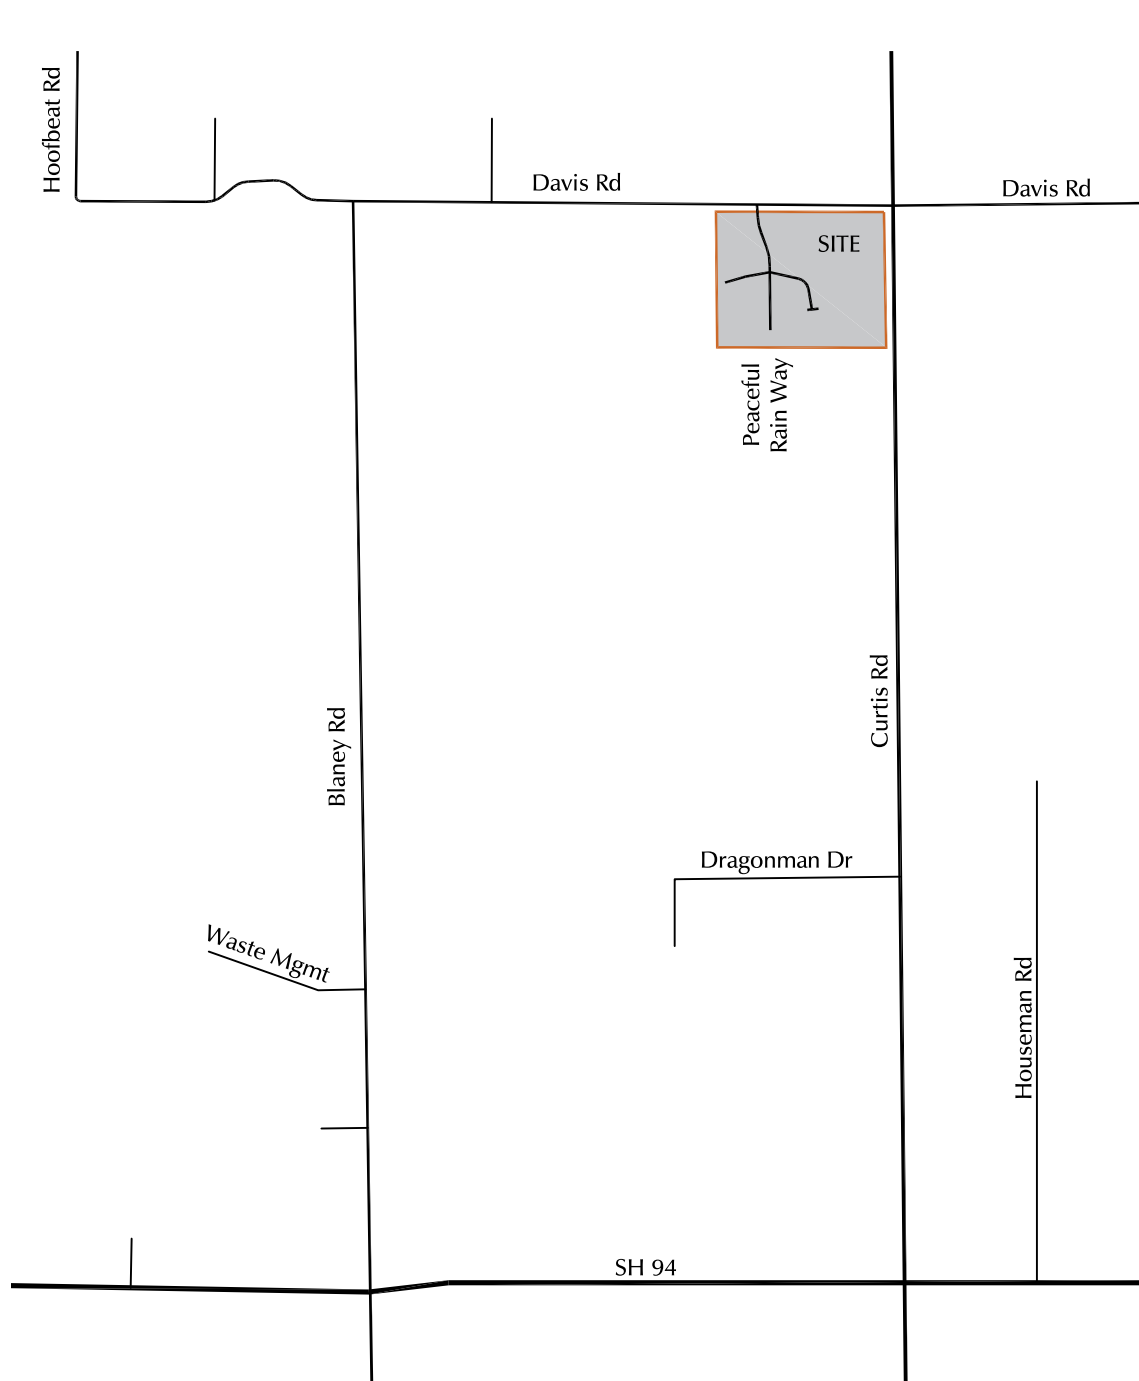 Hoofbeat Rd
Davis Rd
Davis Rd
SITE
Peaceful
Rain Way
Curtis Rd
Blaney Rd
Dragonman Dr
Waste Mgmt
Houseman Rd
SH 94